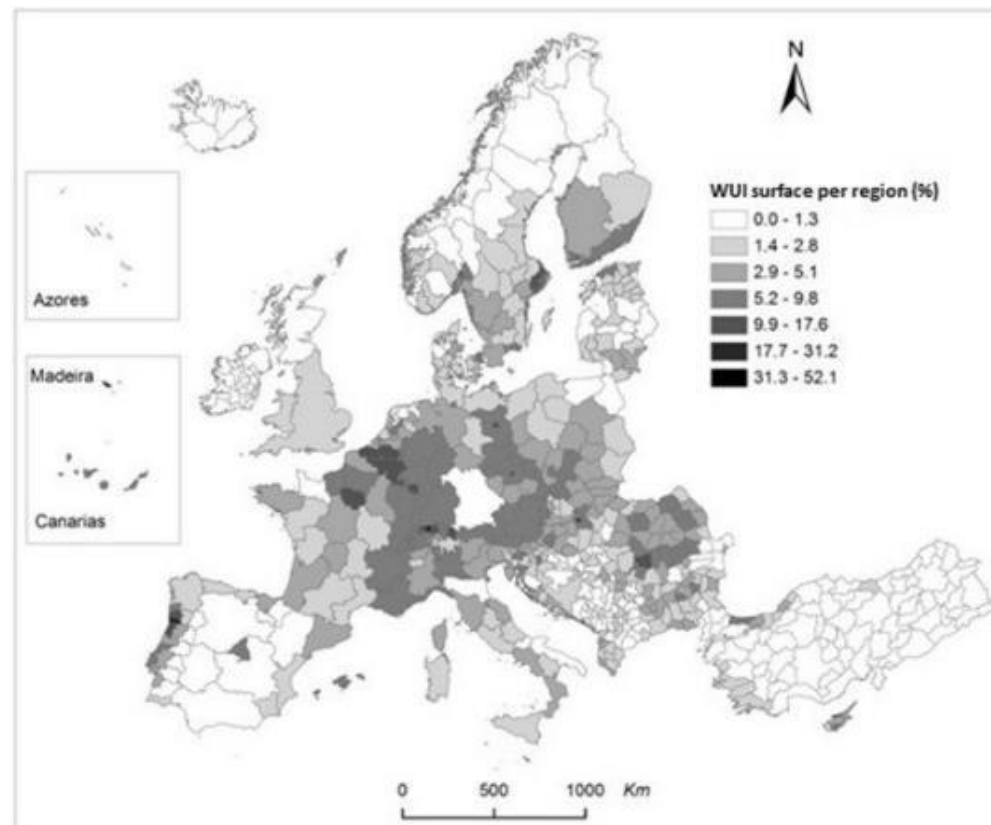 N
WUI surface per region (%)
0.0 - 1.3
1.4 - 2.8
2.9 - 5.1
5.2 - 9.8
9.9 - 17.6
17.7 - 31.2
31.3 - 52.1
Azores
Madeira
Canarias
0 500 1000 Km